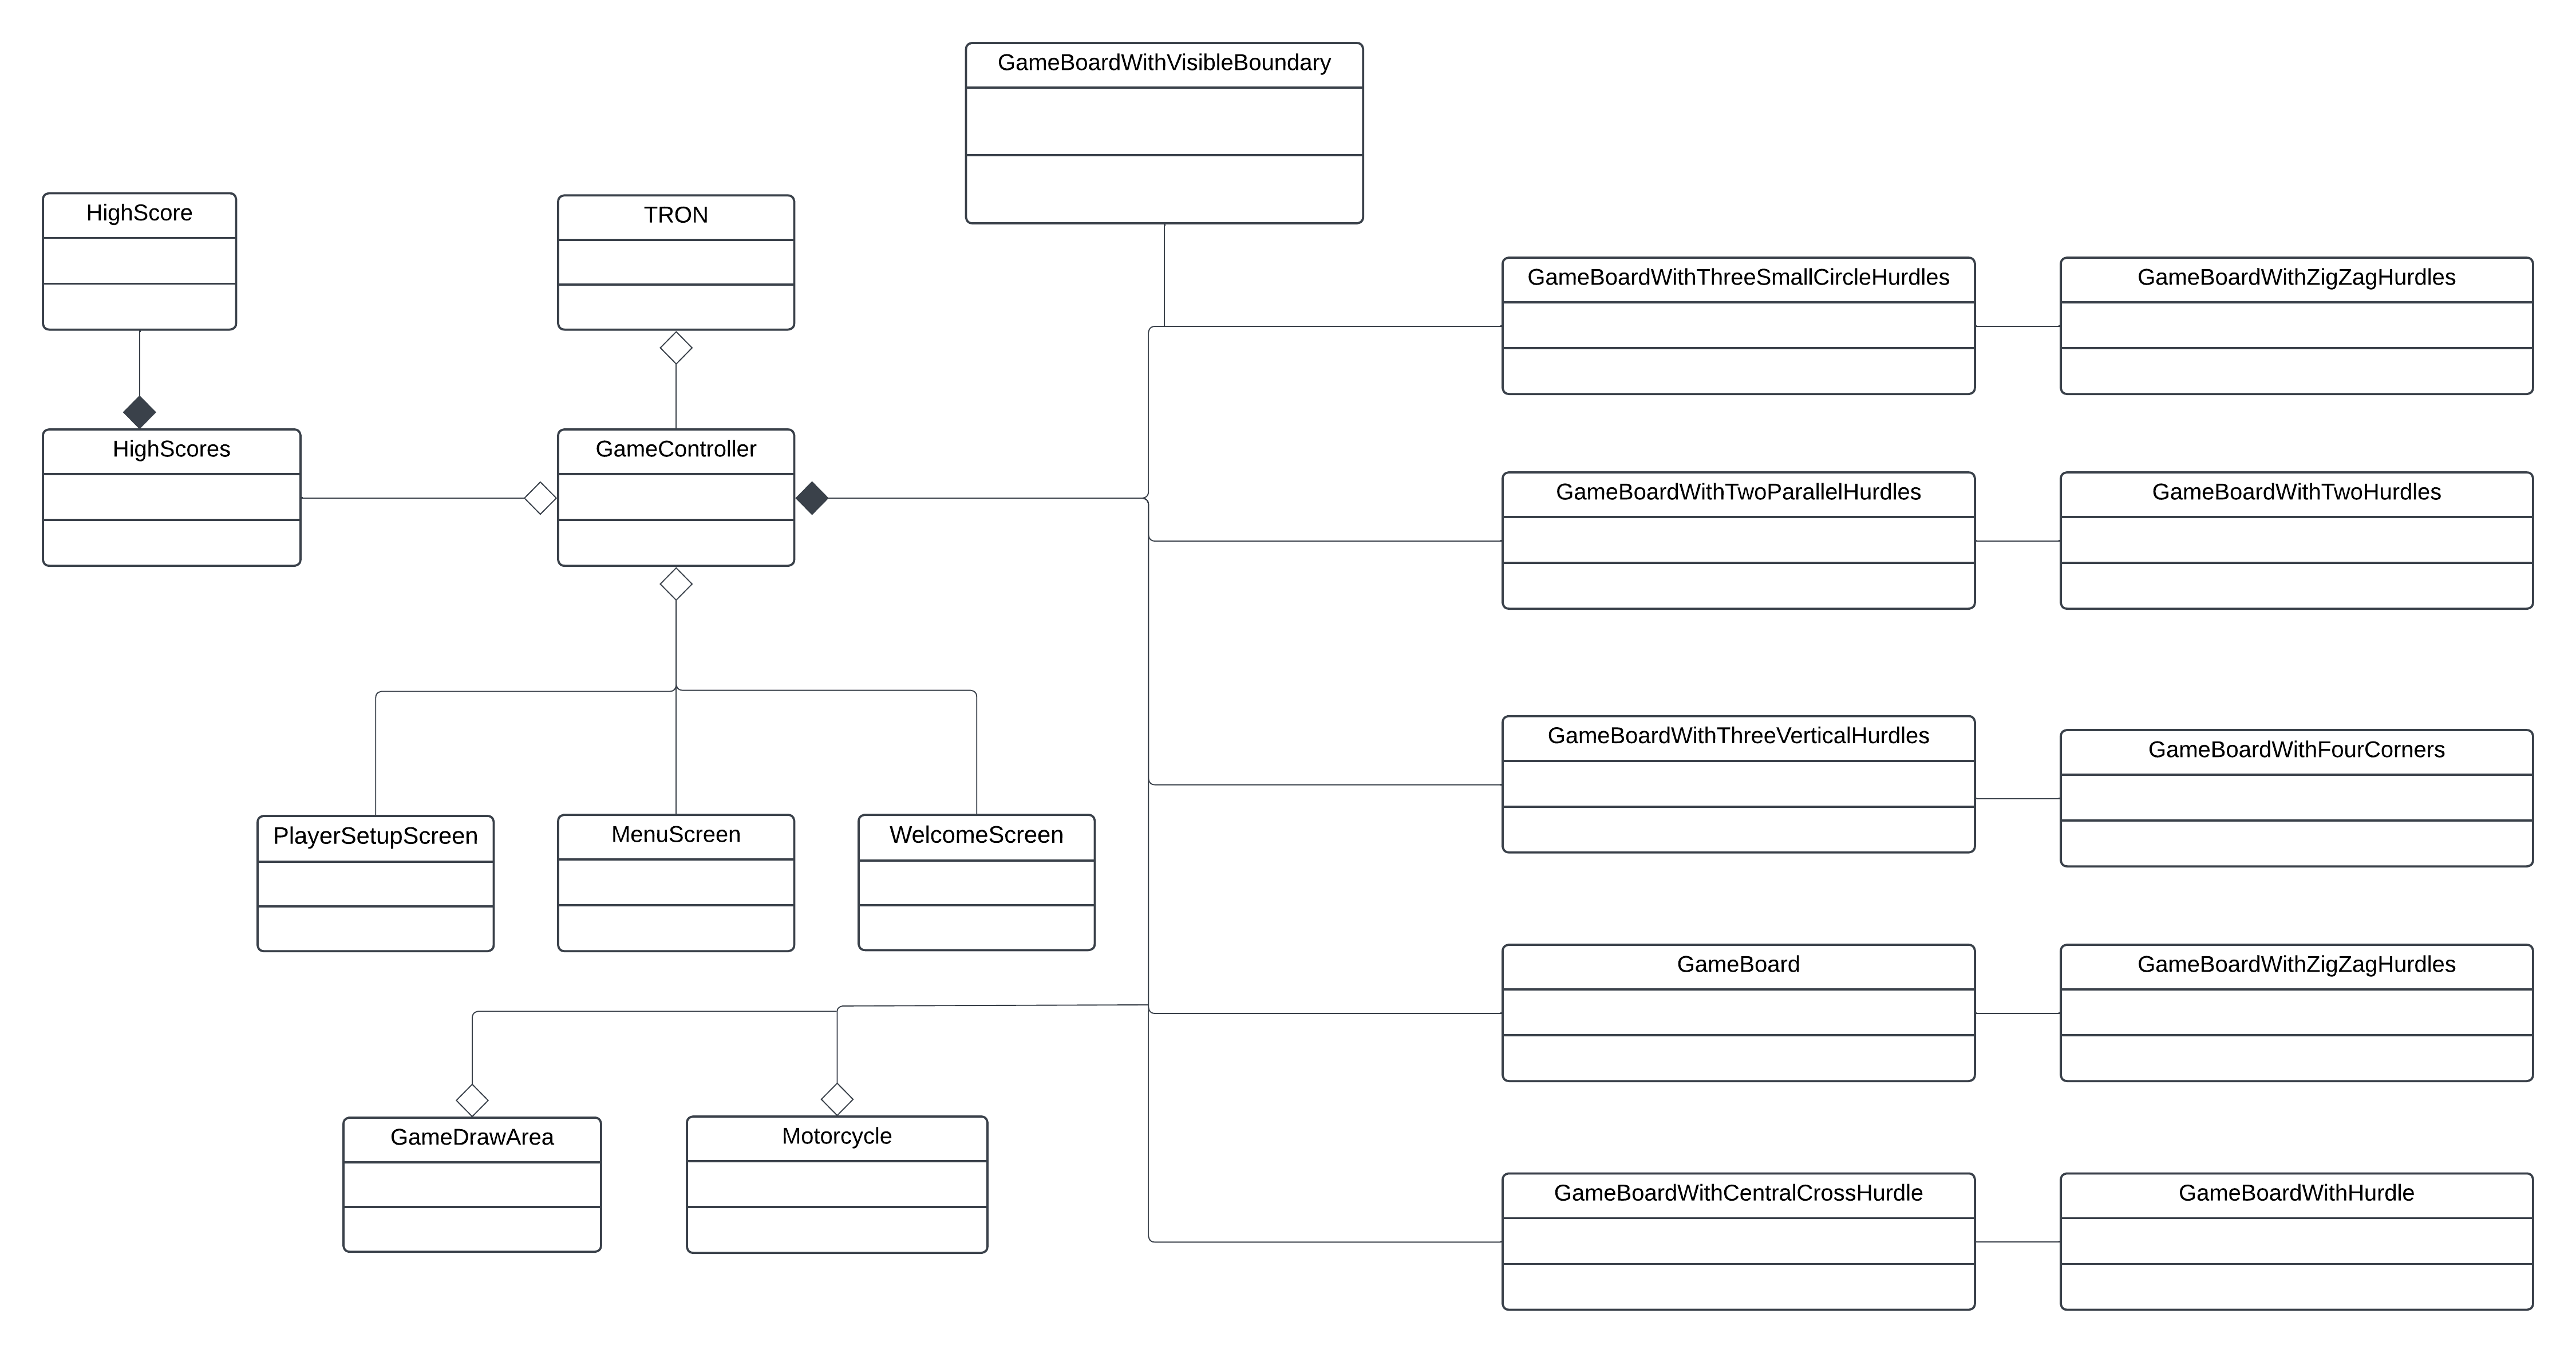 GameBoardWithVisibleBoundary
HighScore
TRON
GameBoardWithThreeSmallCircleHurdles
GameBoardWithZigZagHurdles
HighScores
GameController
GameBoardWithTwoParallelHurdles
GameBoardWithTwoHurdles
GameBoardWithThreeVerticalHurdles
GameBoardWithFourCorners
PlayerSetupScreen
MenuScreen
WelcomeScreen
GameBoard
GameBoardWithZigZagHurdles
GameDrawArea
Motorcycle
GameBoardWithCentralCrossHurdle
GameBoardWithHurdle